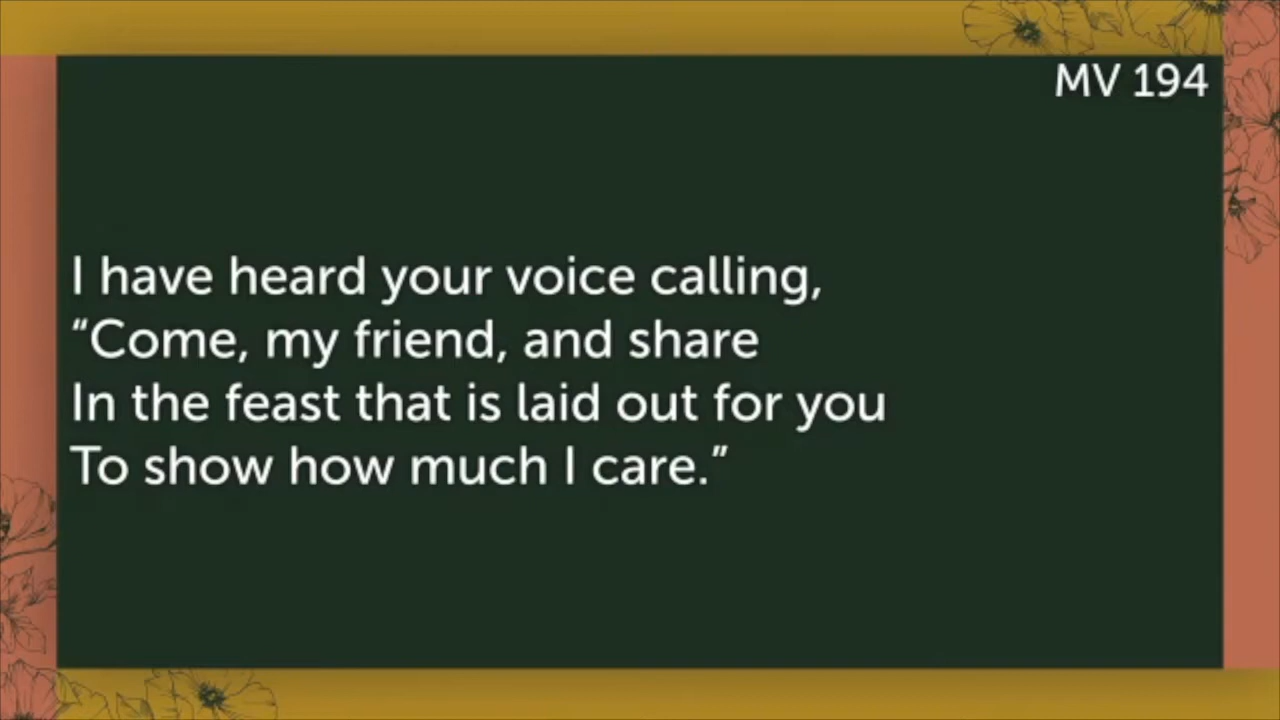 MV 194
I have heard your voice calling,
“Come, my friend, and share
In the feast that is laid out for you
To show how much I care.”